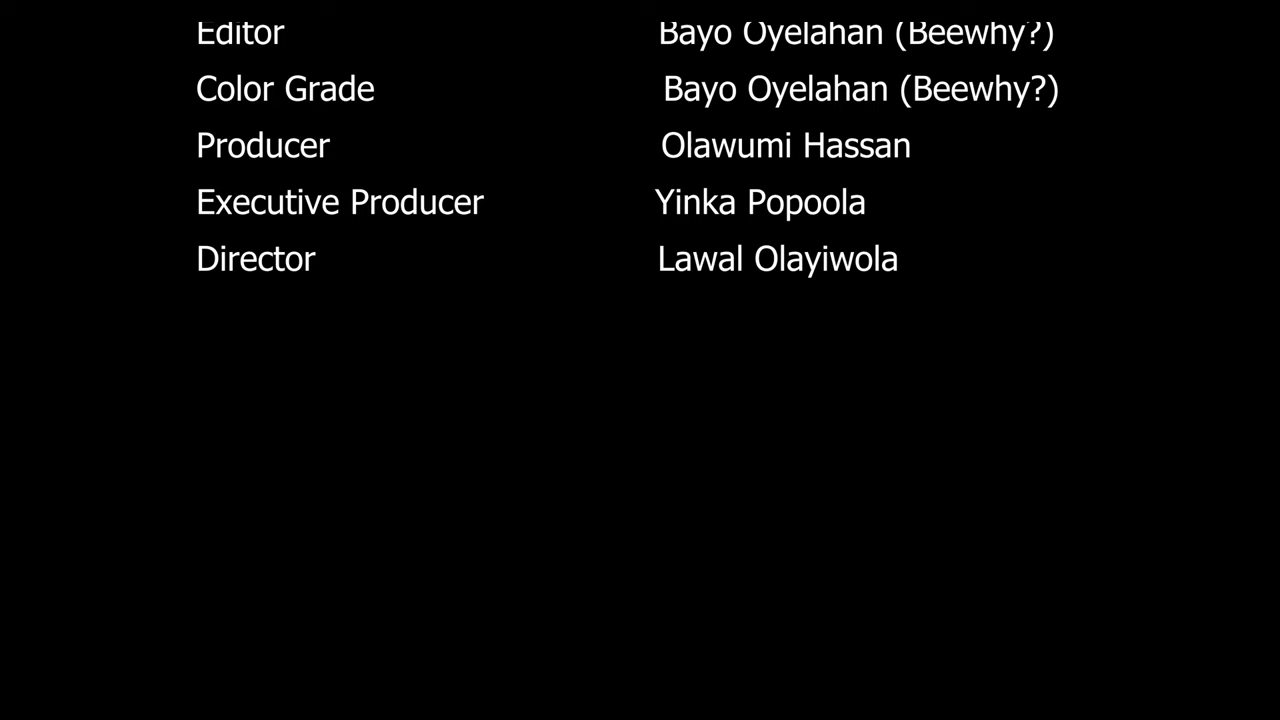 Editor Bayo Oyelahan (Beewhy?)
Color Grade Bayo Oyelahan (Beewhy?)
Producer Olawumi Hassan
Executive Producer Yinka Popoola
Director Lawal Olayiwola